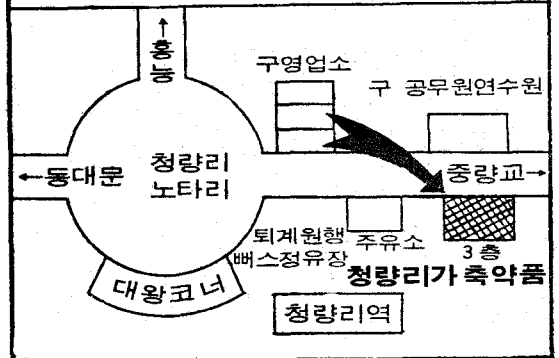 ↑
홍
능
구영업소
구 공무원연수원
←동대문
청량리
노타리
중량교→
퇴계원행
뻐스정유장
주유소
3층
청량리가축약품
대왕코너
청량리역